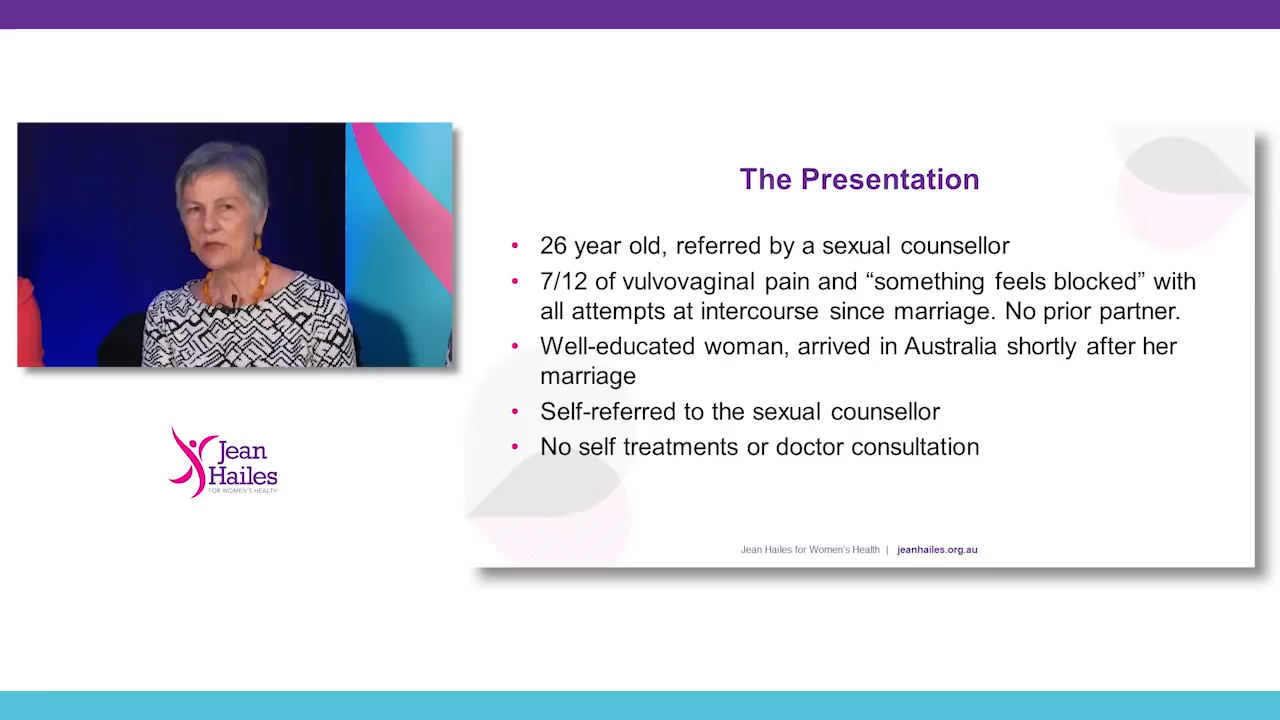 The Presentation
• 26 year old, referred by a sexual counsellor
• 7/12 of vulvovaginal pain and “something feels blocked” with
all attempts at intercourse since marriage. No prior partner.
• Well-educated woman, arrived in Australia shortly after her
marriage
• Self-referred to the sexual counsellor
• No self treatments or doctor consultation
Jean Hailes for Women's Health | jeanhailes.org.au
Jean
Hailes
FOR WOMEN'S HEALTH